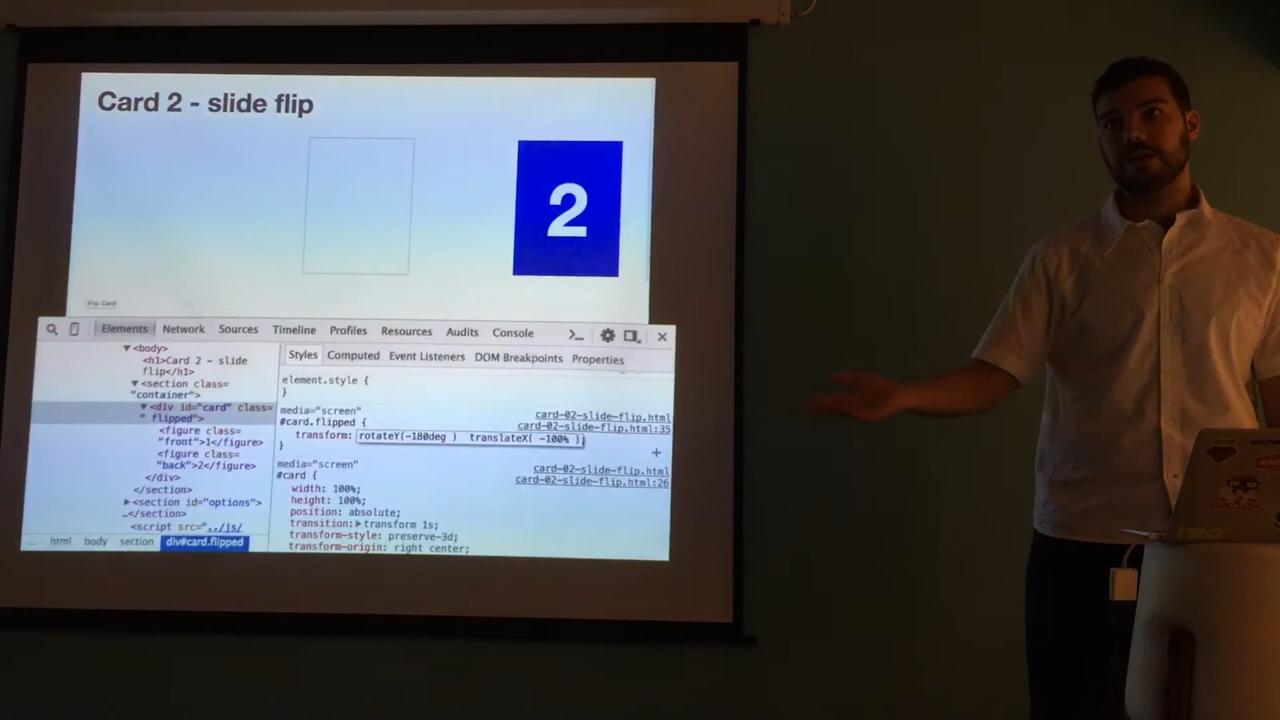 Card 2 - slide flip
2
Flip Card
Elements Network Sources Timeline Profiles Resources Audits Console
<body>
<h1>Card 2 – slide
flip</h1>
<section class=
"container">
<div id="card" class=
" flipped">
<figure class=
"front">1</figure>
<figure class=
"back">2</figure>
</div>
</section>
<section id="options">
…</section>
<script src="../js/
... html body section div#card.flipped
Styles Computed Event Listeners DOM Breakpoints Properties
element.style {
}
media="screen" card-02-slide-flip.html
#card.flipped { card-02-slide-flip.html:35
transform: rotateY(-180deg ) translateX( -100% );
}
media="screen" card-02-slide-flip.html
#card { card-02-slide-flip.html:26
width: 100%;
height: 100%;
position: absolute;
transition: transform 1s;
transform-style: preserve-3d;
transform-origin: right center;